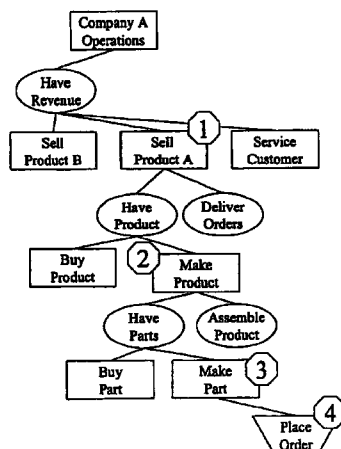 Company A
Operations
Have
Revenue
1
Sell
Product B
Sell
Product A
Service
Customer
Have
Product
Deliver
Orders
Buy
Product
2
Make
Product
Have
Parts
Assemble
Product
Buy
Part
Make
Part
3
4
Place
Order